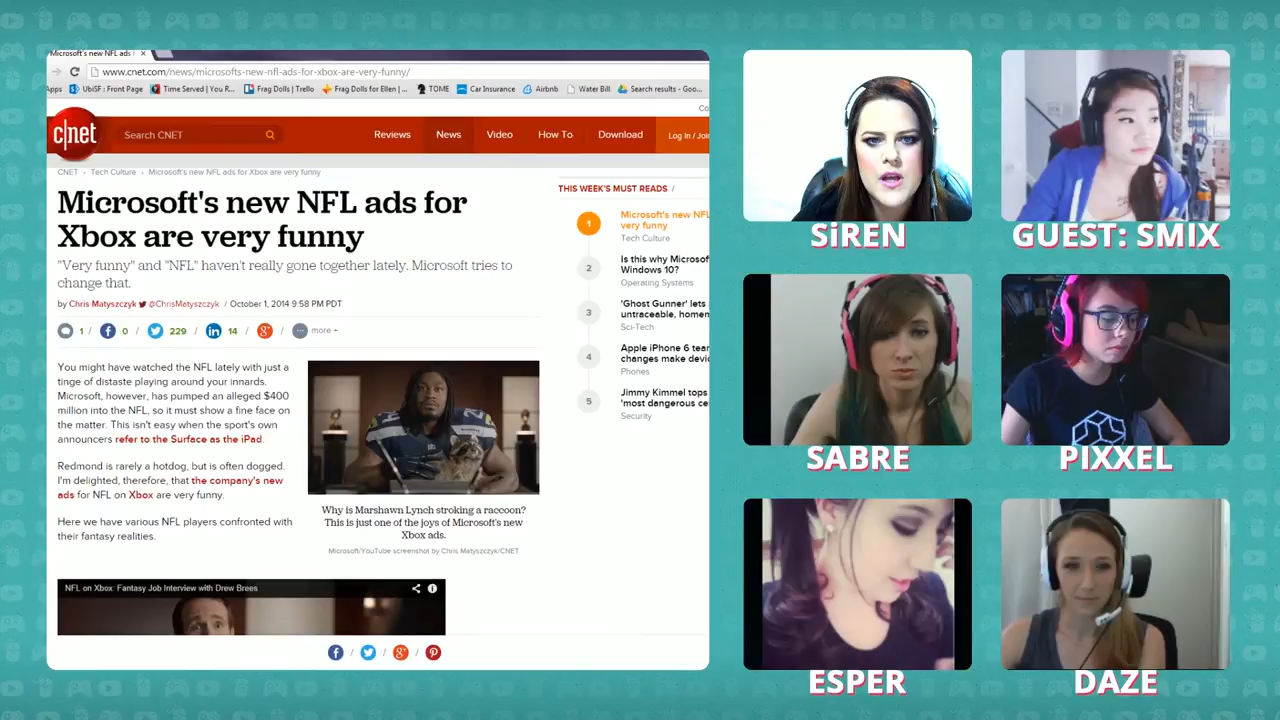 Microsoft's new NFL ads
www.cnet.com/news/microsofts-new-nfl-ads-for-xbox-are-very-funny/
Apps UbiSF : Front Page Time Served | You R... Frag Dolls | Trello Frag Dolls for Ellen | ... TOME Car Insurance Airbnb Water Bill Search results - Goo...
Co
c|net Search CNET Reviews News Video How To Download Log In / Join
CNET › Tech Culture › Microsoft's new NFL ads for Xbox are very funny
Microsoft's new NFL ads for
Xbox are very funny
"Very funny" and "NFL" haven't really gone together lately. Microsoft tries to
change that.
by Chris Matyszczyk @ChrisMatyszczyk / October 1, 2014 9:58 PM PDT
1 / 0 / 229 / 14 / g+ / more +
You might have watched the NFL lately with just a
tinge of distaste playing around your innards.
Microsoft, however, has pumped an alleged $400
million into the NFL, so it must show a fine face on
the matter. This isn't easy when the sport's own
announcers refer to the Surface as the iPad.
Redmond is rarely a hotdog, but is often dogged.
I'm delighted, therefore, that the company's new
ads for NFL on Xbox are very funny.
Here we have various NFL players confronted with
their fantasy realities.
Why is Marshawn Lynch stroking a raccoon?
This is just one of the joys of Microsoft's new
Xbox ads.
Microsoft/YouTube screenshot by Chris Matyszczyk/CNET
NFL on Xbox: Fantasy Job Interview with Drew Brees
THIS WEEK'S MUST READS /
1
Microsoft's new NFL
very funny
Tech Culture
2
Is this why Microsof
Windows 10?
Operating Systems
3
'Ghost Gunner' lets
untraceable, homem
Sci-Tech
4
Apple iPhone 6 tear
changes make devic
Phones
5
Jimmy Kimmel tops
'most dangerous ce
Security
SiREN
GUEST: SMIX
SABRE
PIXXEL
ESPER
DAZE